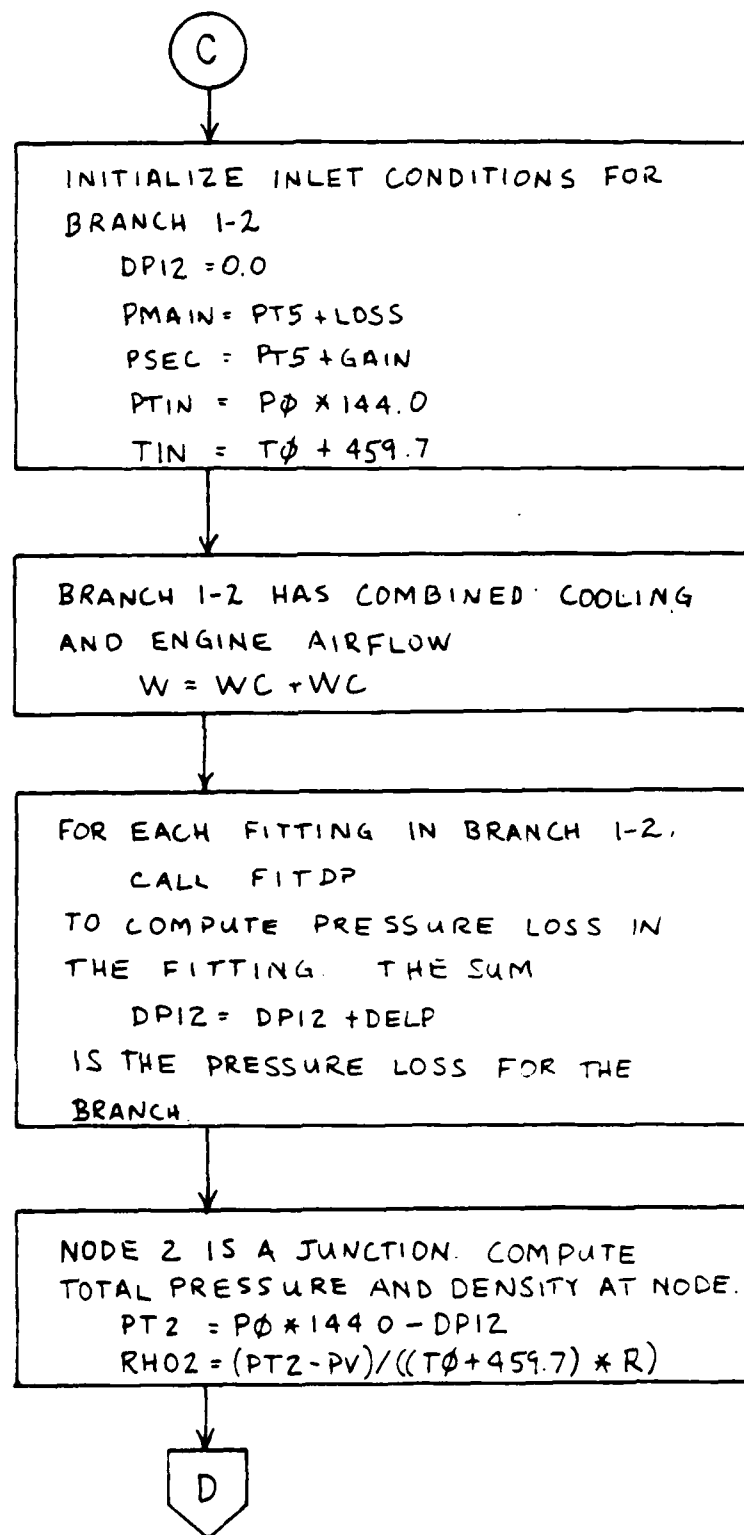 C
INITIALIZE INLET CONDITIONS FOR
BRANCH 1-2
DP12 = 0.0
PMAIN = PT5 + LOSS
PSEC = PT5 + GAIN
PTIN = PØ * 144.0
TIN = TØ + 459.7
BRANCH 1-2 HAS COMBINED COOLING
AND ENGINE AIRFLOW
W = WC + WC
FOR EACH FITTING IN BRANCH 1-2,
CALL FITDP
TO COMPUTE PRESSURE LOSS IN
THE FITTING. THE SUM
DP12 = DP12 + DELP
IS THE PRESSURE LOSS FOR THE
BRANCH.
NODE 2 IS A JUNCTION. COMPUTE
TOTAL PRESSURE AND DENSITY AT NODE.
PT2 = PØ * 144 0 - DP12
RHO2 = (PT2-PV)/((TØ+459.7) * R)
D